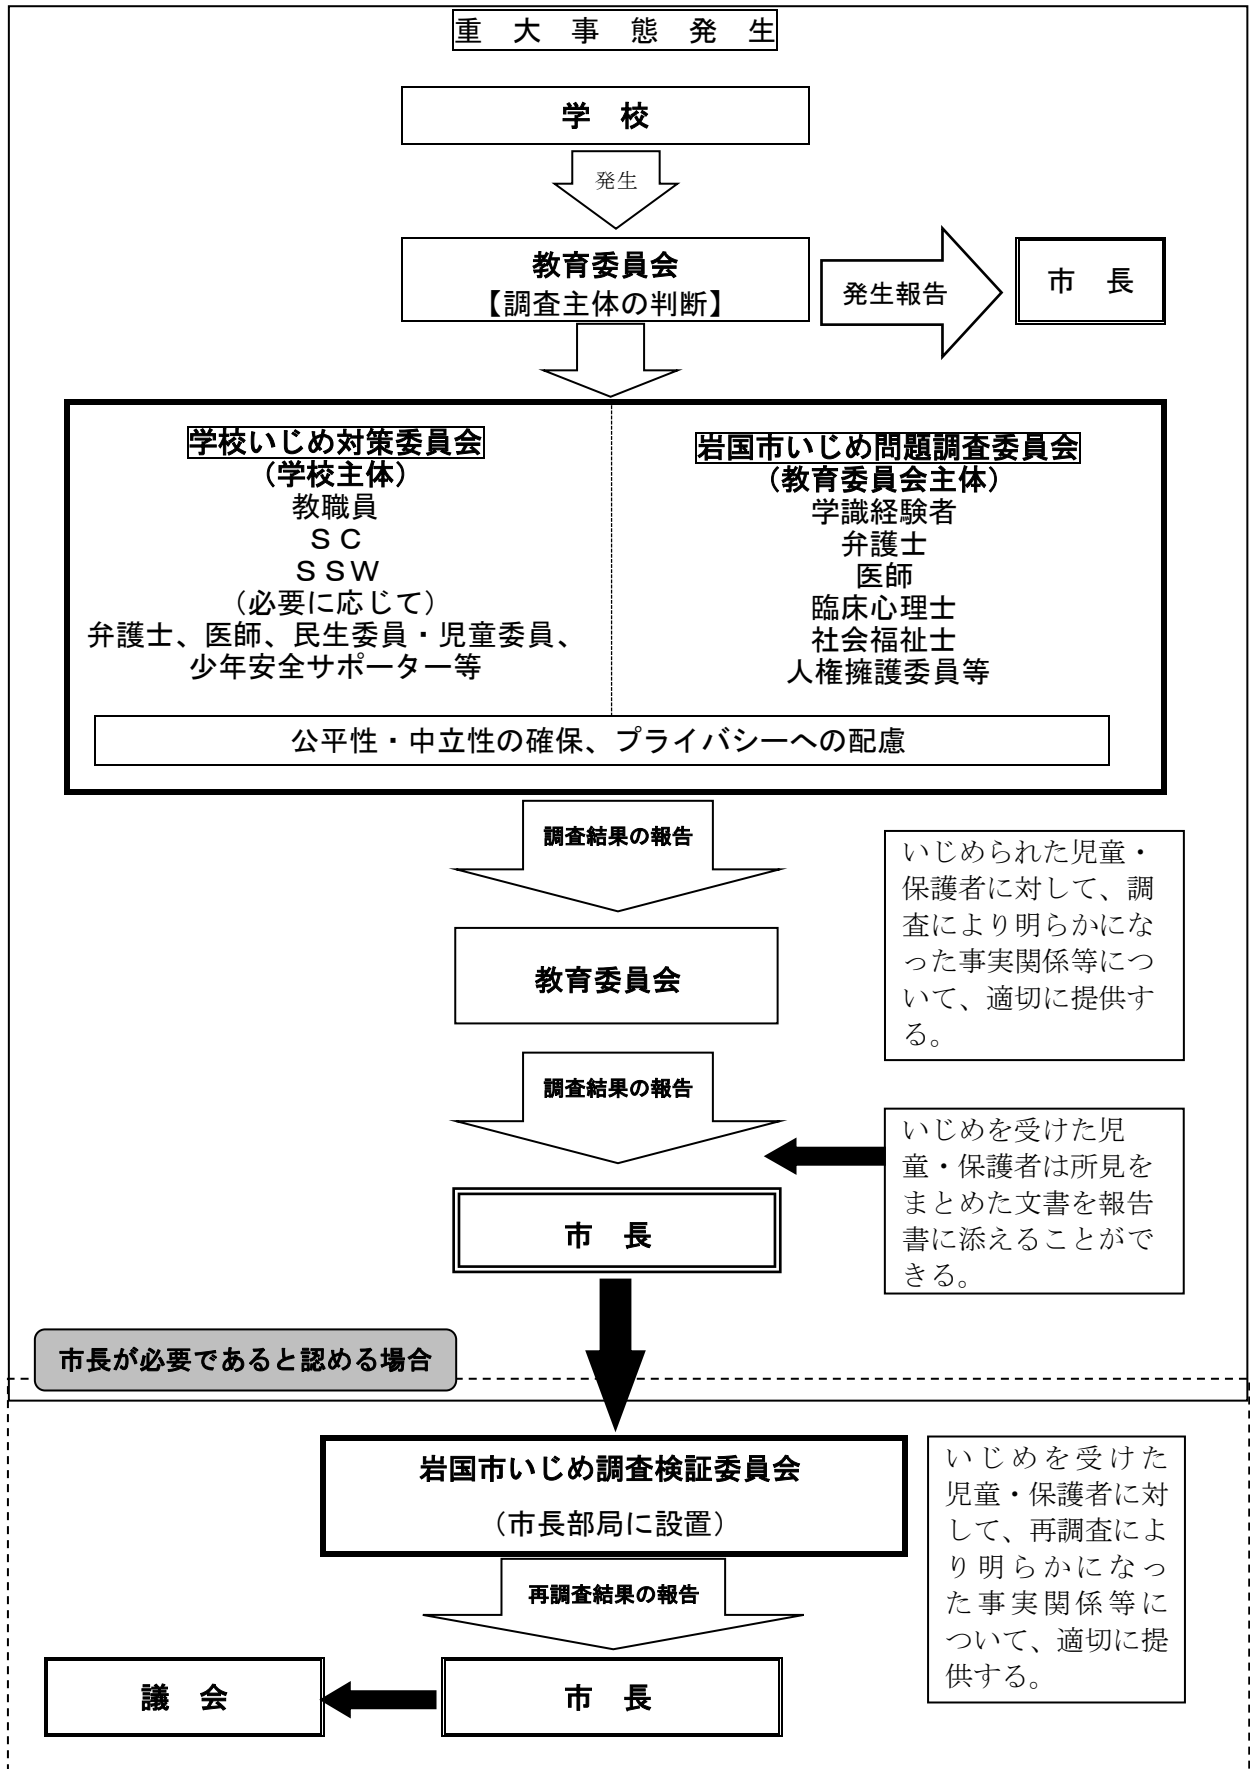 重　大　事　態　発　生
学　校
発生
教育委員会
【調査主体の判断】
発生報告
市　長
学校いじめ対策委員会
（学校主体）
教職員
ＳＣ
ＳＳＷ
（必要に応じて）
弁護士、医師、民生委員・児童委員、
少年安全サポーター等
岩国市いじめ問題調査委員会
（教育委員会主体）
学識経験者
弁護士
医師
臨床心理士
社会福祉士
人権擁護委員等
公平性・中立性の確保、プライバシーへの配慮
調査結果の報告
いじめられた児童・
保護者に対して、調
査により明らかにな
った事実関係等につ
いて、適切に提供す
る。
教育委員会
調査結果の報告
いじめを受けた児
童・保護者は所見を
まとめた文書を報告
書に添えることがで
きる。
市　長
市長が必要であると認める場合
岩国市いじめ調査検証委員会
（市長部局に設置）
いじめを受けた
児童・保護者に対
して、再調査によ
り明らかになっ
た事実関係等に
ついて、適切に提
供する。
再調査結果の報告
議　会
市　長